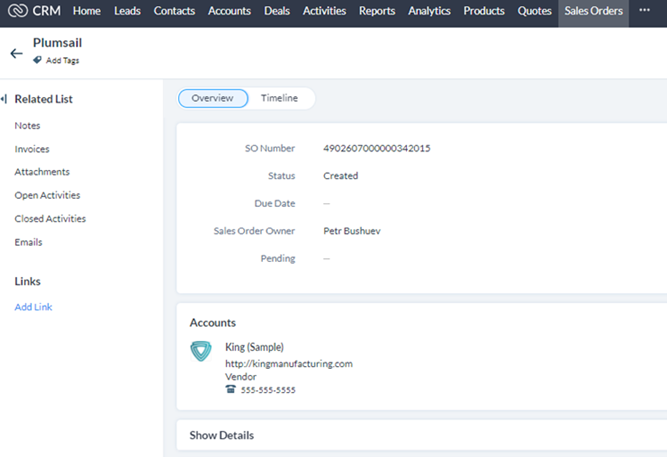 CRM Home Leads Contacts Accounts Deals Activities Reports Analytics Products Quotes Sales Orders ···
Plumsail
Add Tags
Related List
Notes
Invoices
Attachments
Open Activities
Closed Activities
Emails
Links
Add Link
Overview Timeline
SO Number 4902607000000342015
Status Created
Due Date —
Sales Order Owner Petr Bushuev
Pending —
Accounts
King (Sample)
http://kingmanufacturing.com
Vendor
555-555-5555
Show Details